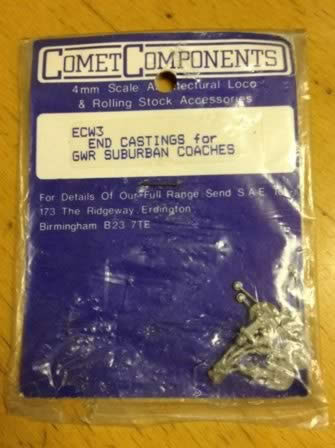 COMET COMPONENTS
4mm Scale Architectural Loco
& Rolling Stock Accessories
ECW3
END CASTINGS for
GWR SUBURBAN COACHES
For Details Of Our Full Range Send S.A.E To:-
173 The Ridgeway, Erdington
Birmingham B23 7TE